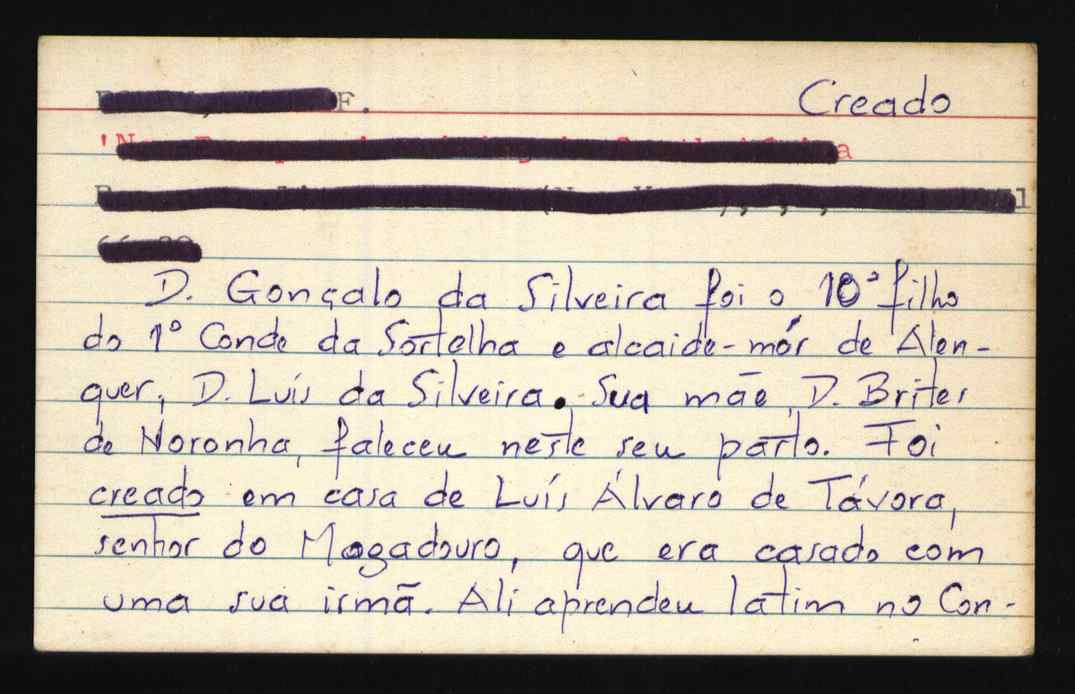 F. Creado
D. Gonçalo da Silveira foi o 10º filho
do 1º Conde da Sortelha e alcaide-mór de Alen-
quer, D. Luís da Silveira. Sua mãe, D. Brites
de Noronha, faleceu neste seu parto. Foi
creado em casa de Luís Álvaro de Távora,
senhor do Mogadouro, que era casado com
uma sua irmã. Ali aprendeu latim no Con-